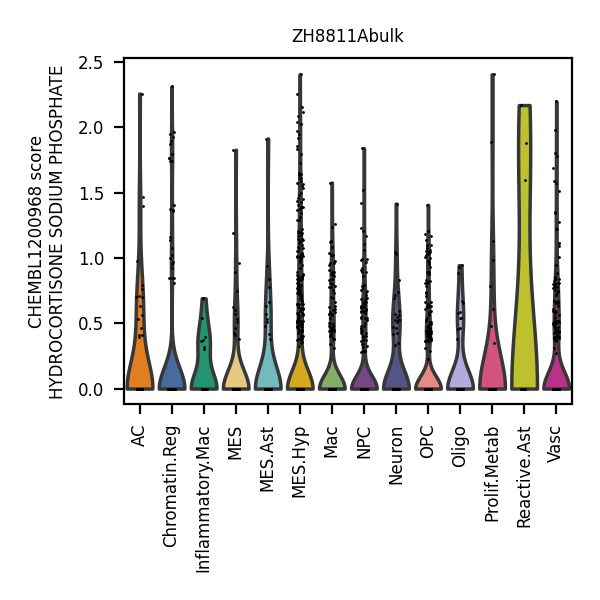 ZH8811Abulk
CHEMBL1200968 score
HYDROCORTISONE SODIUM PHOSPHATE
2.5
2.0
1.5
1.0
0.5
0.0
AC
Chromatin.Reg
Inflammatory.Mac
MES
MES.Ast
MES.Hyp
Mac
NPC
Neuron
OPC
Oligo
Prolif.Metab
Reactive.Ast
Vasc